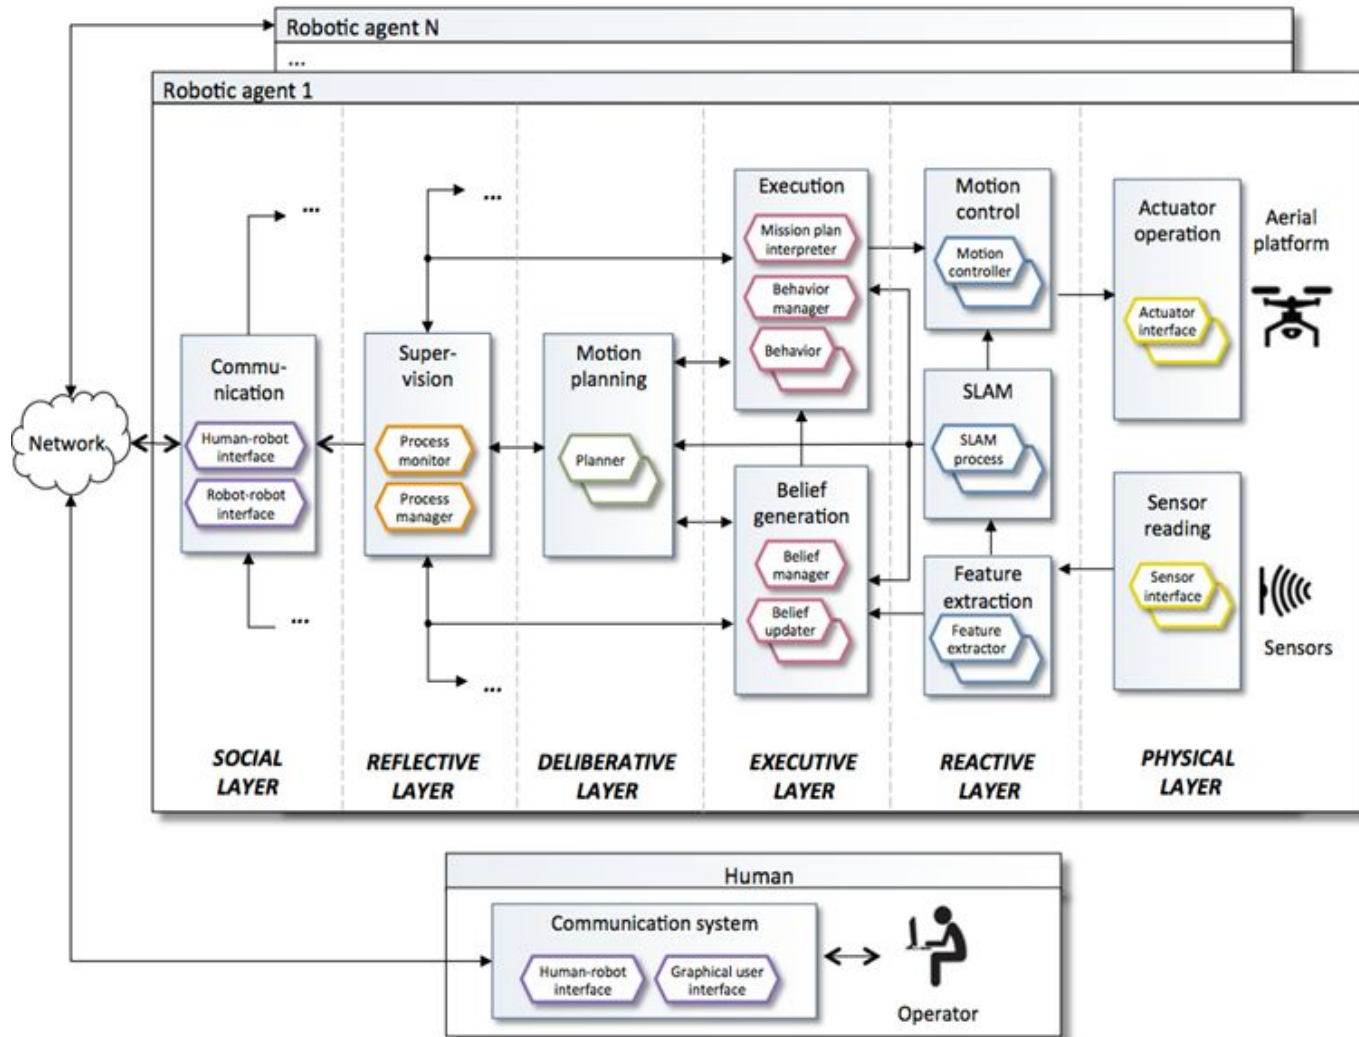 Robotic agent N
...
Robotic agent 1
...
...
Execution
Mission plan
interpreter
Behavior
manager
Behavior
Motion
control
Motion
controller
Actuator
operation
Actuator
interface
Aerial
platform
Network
Commu-
nication
Human-robot
interface
Robot-robot
interface
...
Super-
vision
Process
monitor
Process
manager
...
Motion
planning
Planner
SLAM
SLAM
process
Belief
generation
Belief
manager
Belief
updater
Feature
extraction
Feature
extractor
Sensor
reading
Sensor
interface
Sensors
SOCIAL
LAYER
REFLECTIVE
LAYER
DELIBERATIVE
LAYER
EXECUTIVE
LAYER
REACTIVE
LAYER
PHYSICAL
LAYER
Human
Communication system
Human-robot
interface
Graphical user
interface
Operator